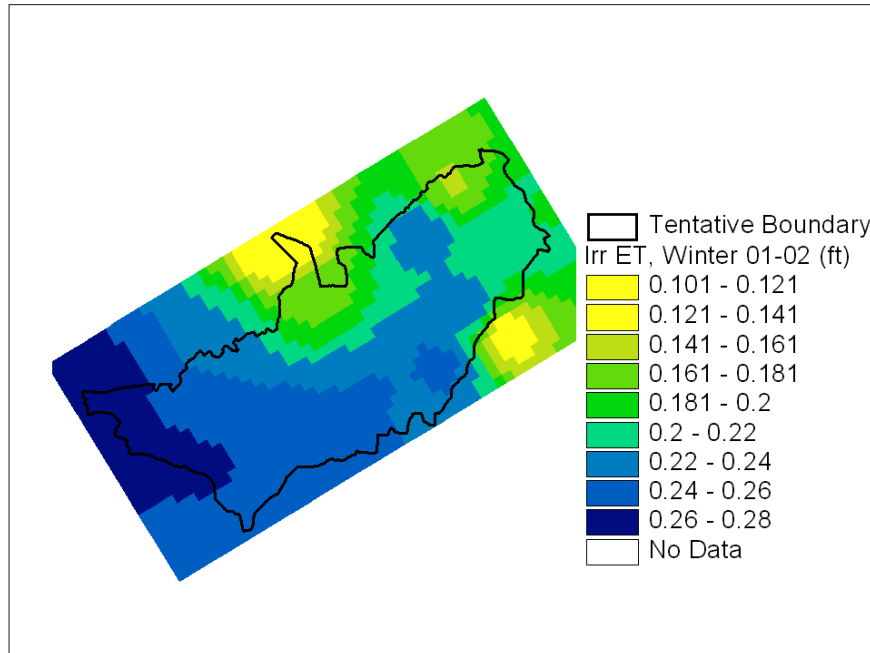 Tentative Boundary
Irr ET, Winter 01-02 (ft)
0.101 - 0.121
0.121 - 0.141
0.141 - 0.161
0.161 - 0.181
0.181 - 0.2
0.2 - 0.22
0.22 - 0.24
0.24 - 0.26
0.26 - 0.28
No Data